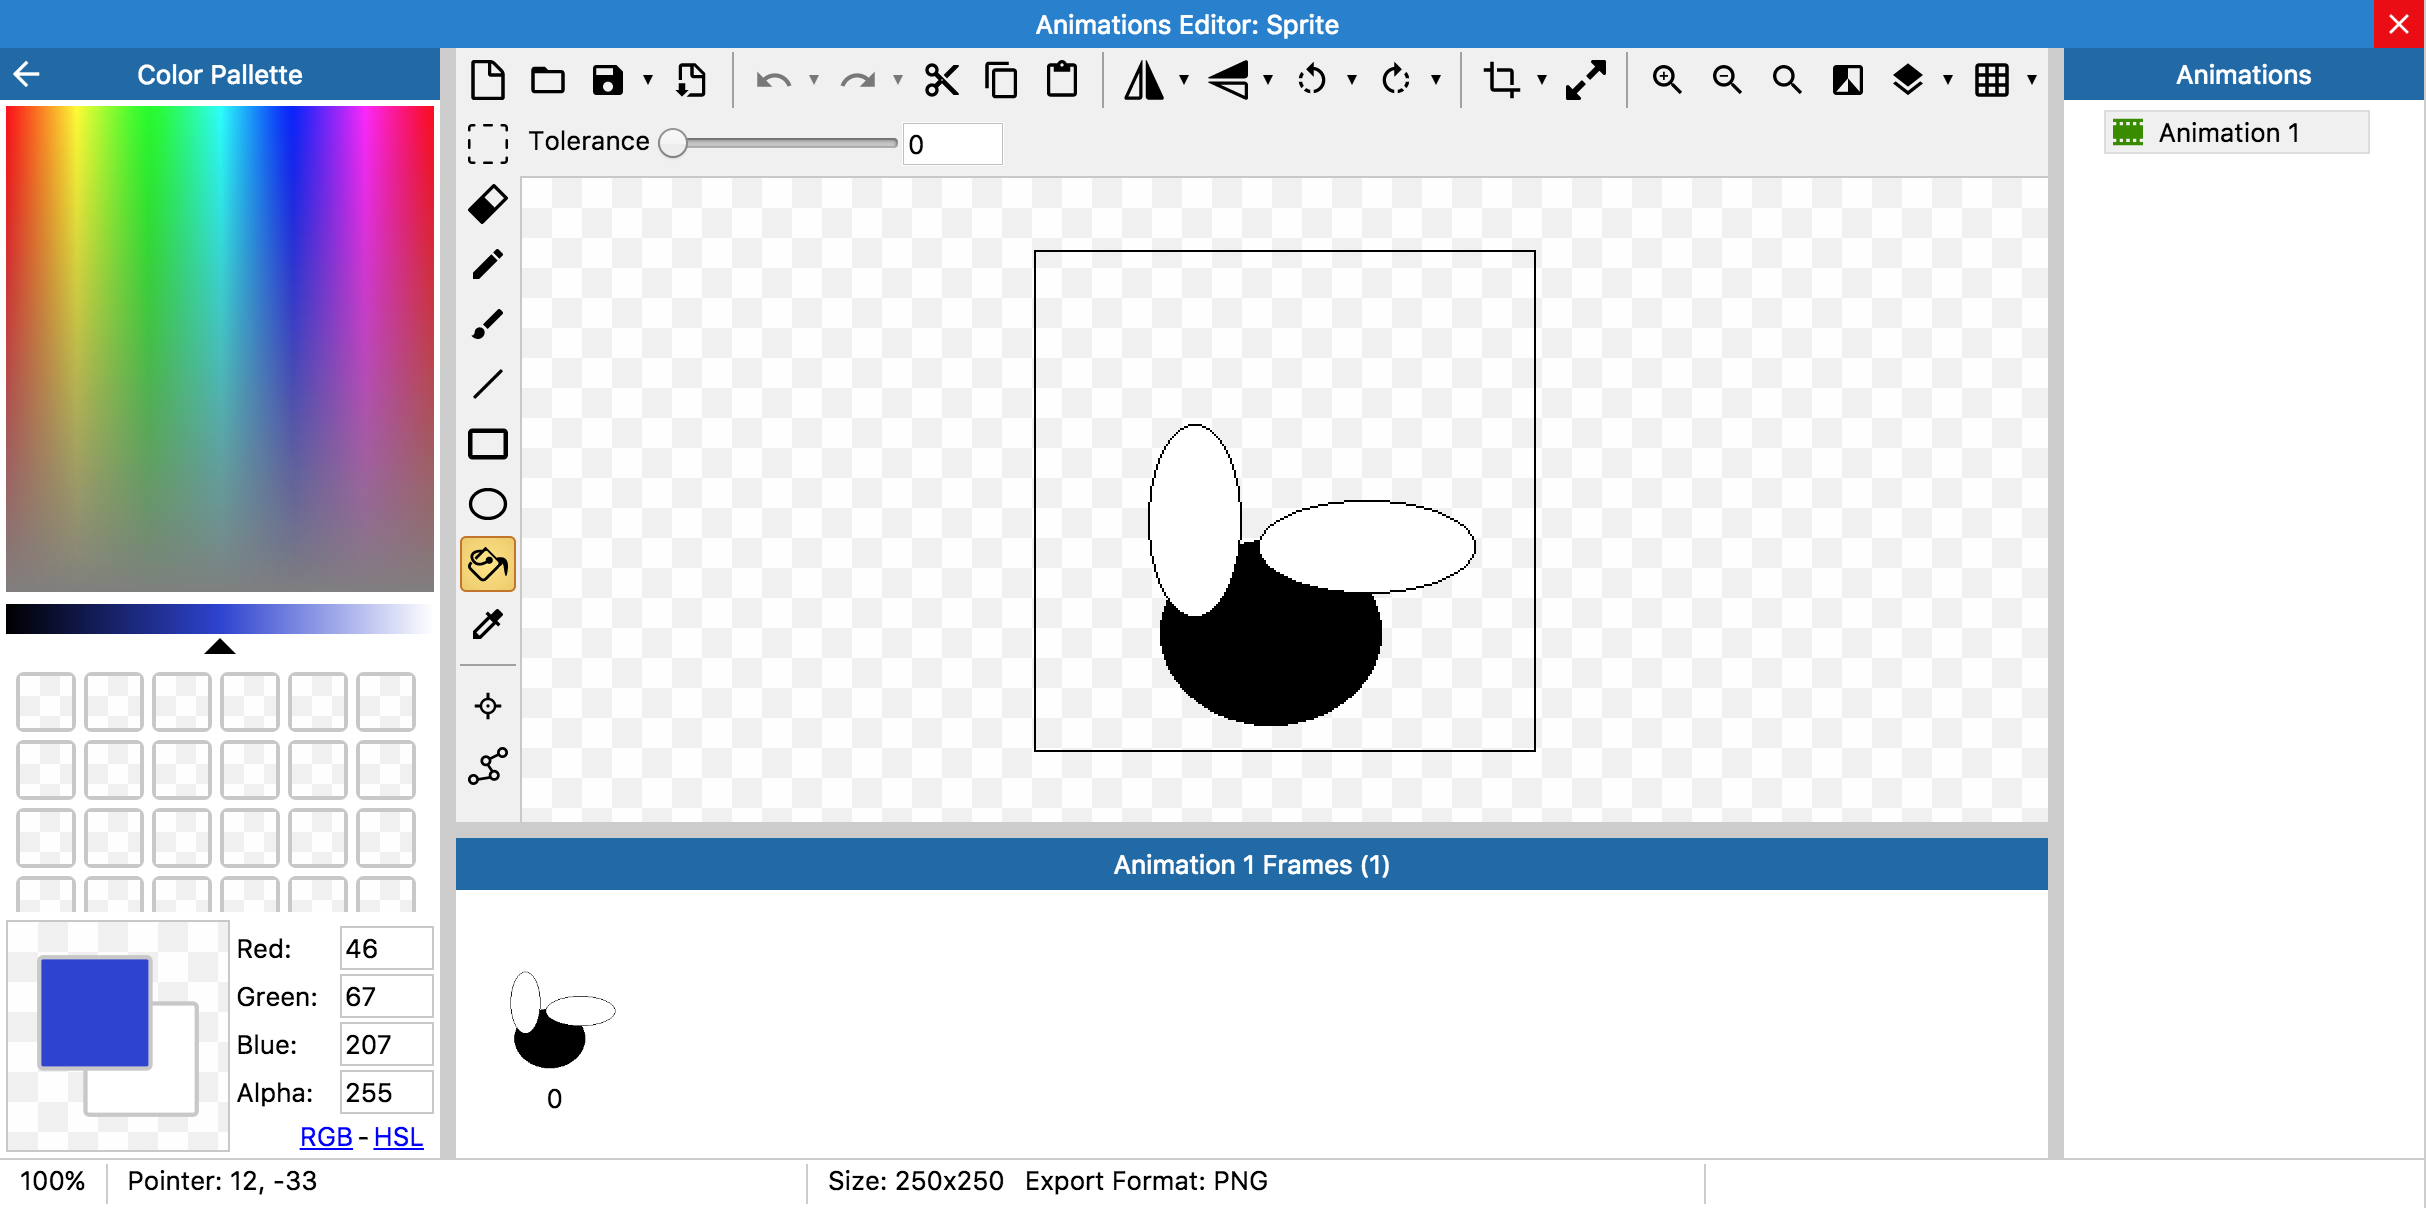 Animations Editor: Sprite
Color Pallette
Animations
Tolerance 0
Animation 1
Animation 1 Frames (1)
0
Red: 46
Green: 67
Blue: 207
Alpha: 255
RGB - HSL
100% Pointer: 12, -33 Size: 250x250 Export Format: PNG